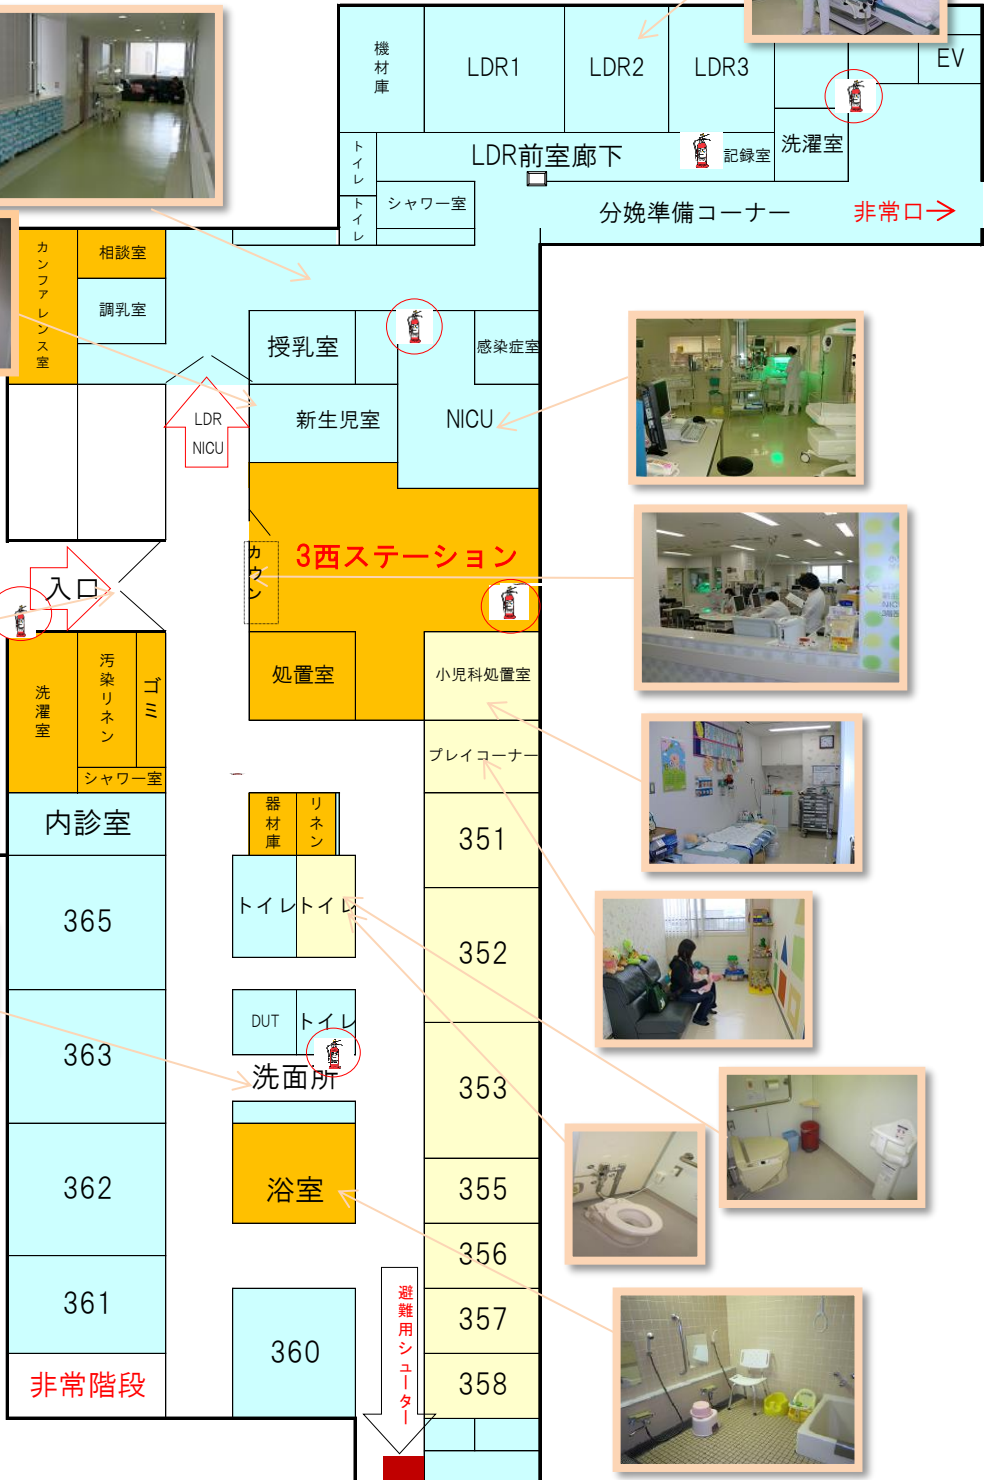 機材庫
LDR1
LDR2
LDR3
EV
トイレ
LDR前室廊下
記録室
洗濯室
トイレ
シャワー室
分娩準備コーナー
非常口
カンファレンス室
相談室
調乳室
授乳室
感染症室
新生児室
NICU
LDR
NICU
3西ステーション
カウン
入口
処置室
小児科処置室
洗濯室
汚染リネン
ゴミ
シャワー室
プレイコーナー
内診室
器材庫
リネン
351
365
トイレ
トイレ
352
363
DUT
トイレ
洗面所
353
362
浴室
355
356
361
避難用シューター
357
360
非常階段
358